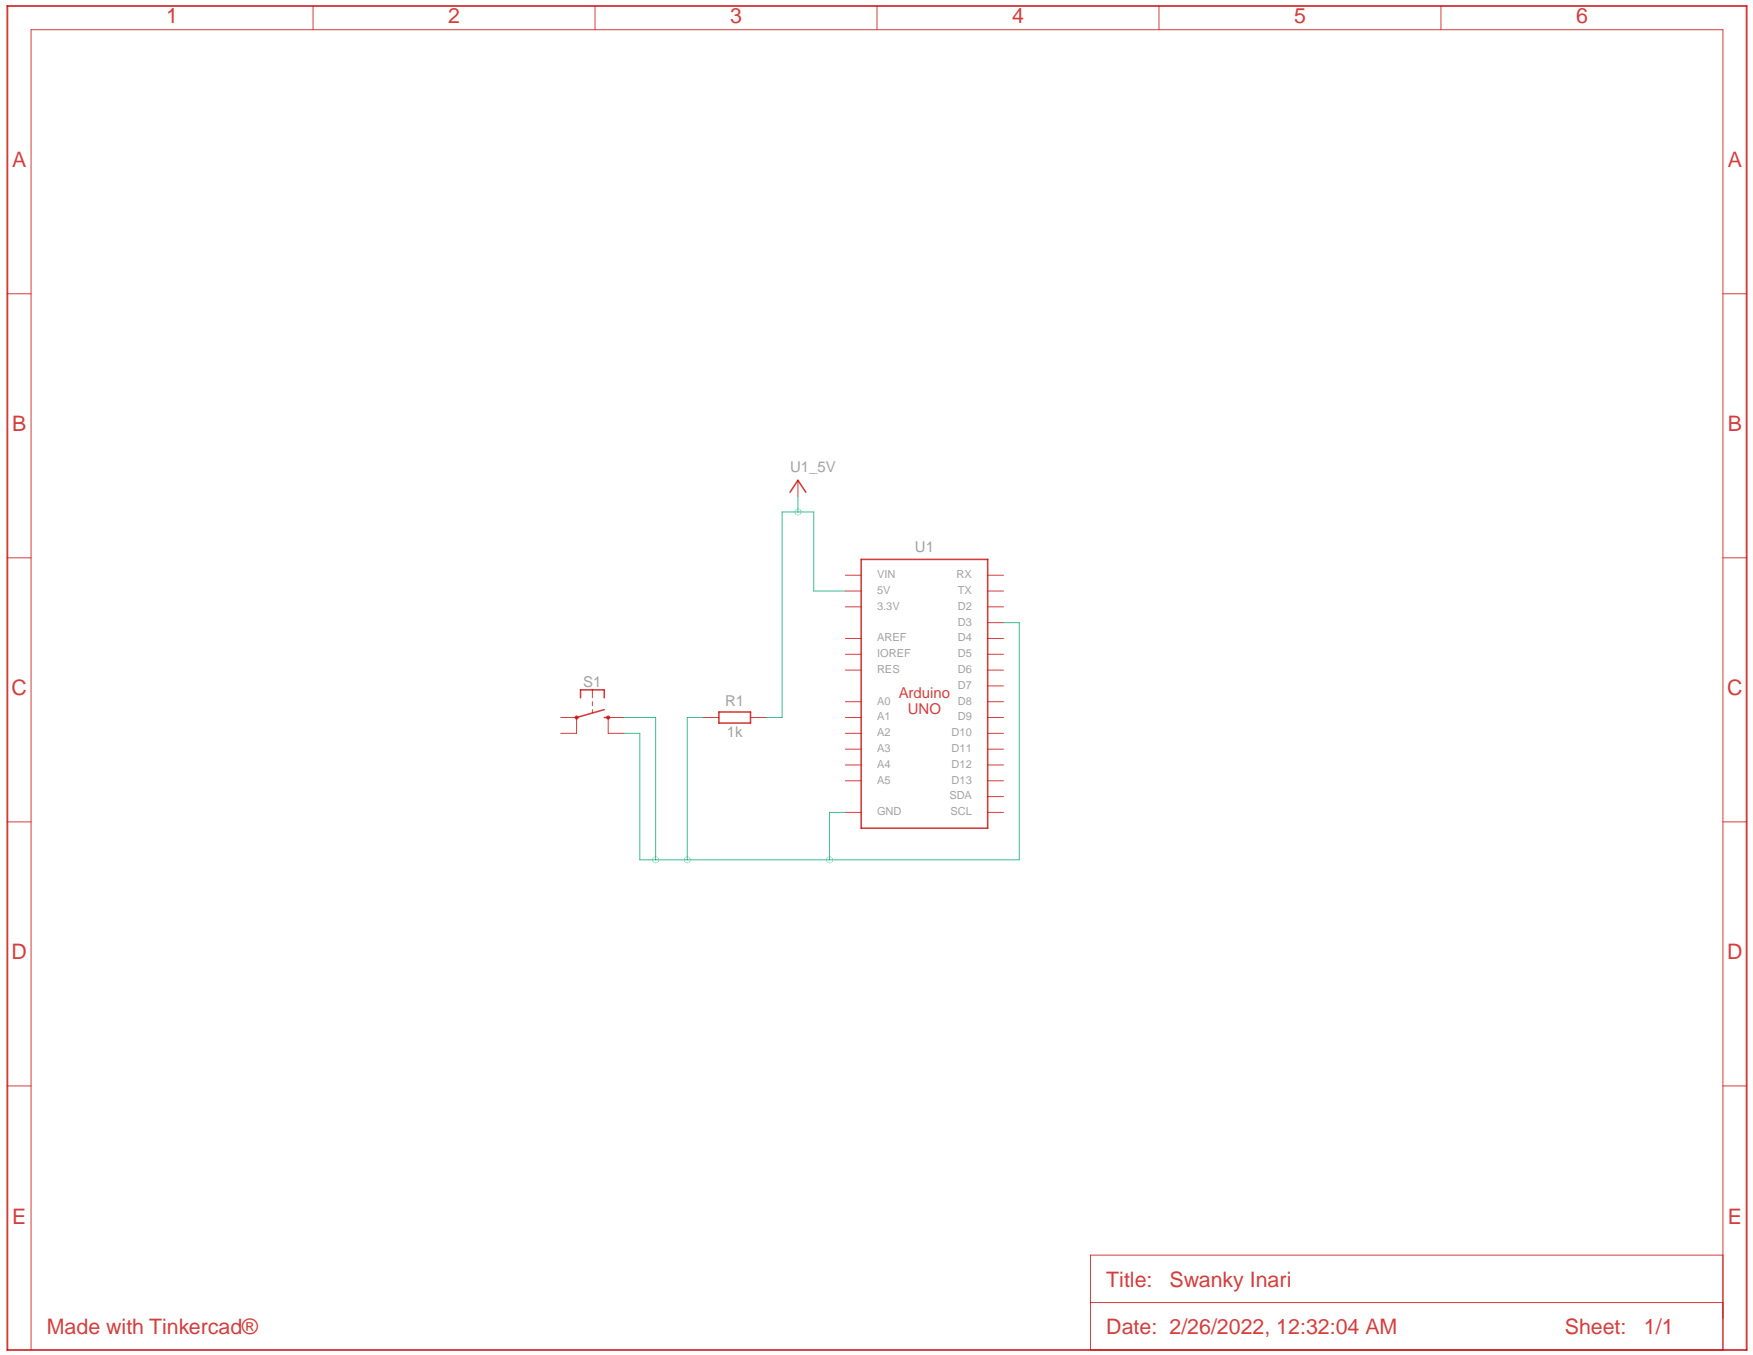 1 2 3 4 5 6
A A
B B
U1_5V
U1
VIN RX
5V TX
3.3V D2
D3
AREF D4
IOREF D5
RES D6
D7
Arduino
UNO
A0 D8
A1 D9
A2 D10
A3 D11
A4 D12
A5 D13
SDA
GND SCL
S1
R1
1k
C C
D D
E E
Title: Swanky Inari
Made with Tinkercad®
Date: 2/26/2022, 12:32:04 AM Sheet: 1/1